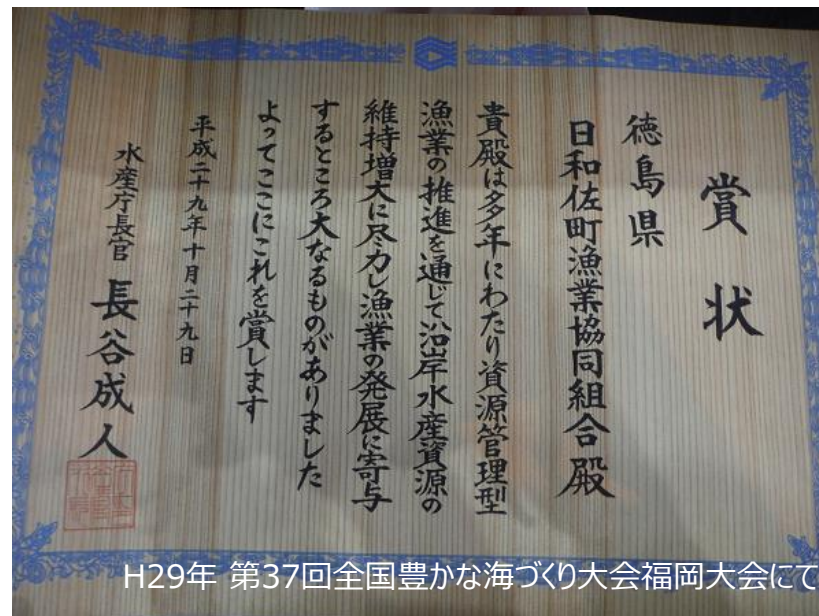 賞状
徳島県
日和佐町漁業協同組合殿
貴殿は多年にわたり資源管理型
漁業の推進を通じて沿岸水産資源の
維持増大に尽力し漁業の発展に寄与
するところ大なるものがありました
よってここにこれを賞します
平成二十九年十月二十九日
水産庁長官 長谷成人
H29年 第37回全国豊かな海づくり大会福岡大会にて